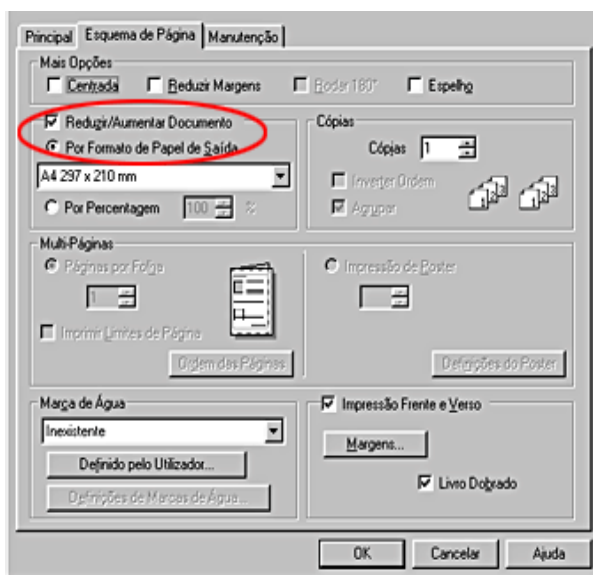 Principal Esquema de Página Manutenção
Mais Opções
Centrada Reduzir Margens Rodar 180° Espelho
Reduzir/Aumentar Documento
Por Formato de Papel de Saída
A4 297 x 210 mm
Por Percentagem 100 %
Cópias
Cópias 1
Inverter Ordem
Agrupar
Multi-Páginas
Páginas por Folha
1
Imprimir Limites de Página
Ordem das Páginas
Impressão de Poster
Definições do Poster
Marca de Água
Inexistente
Definido pelo Utilizador...
Definições de Marcas de Água...
Impressão Frente e Verso
Margens...
Livro Dobrado
OK Cancelar Ajuda